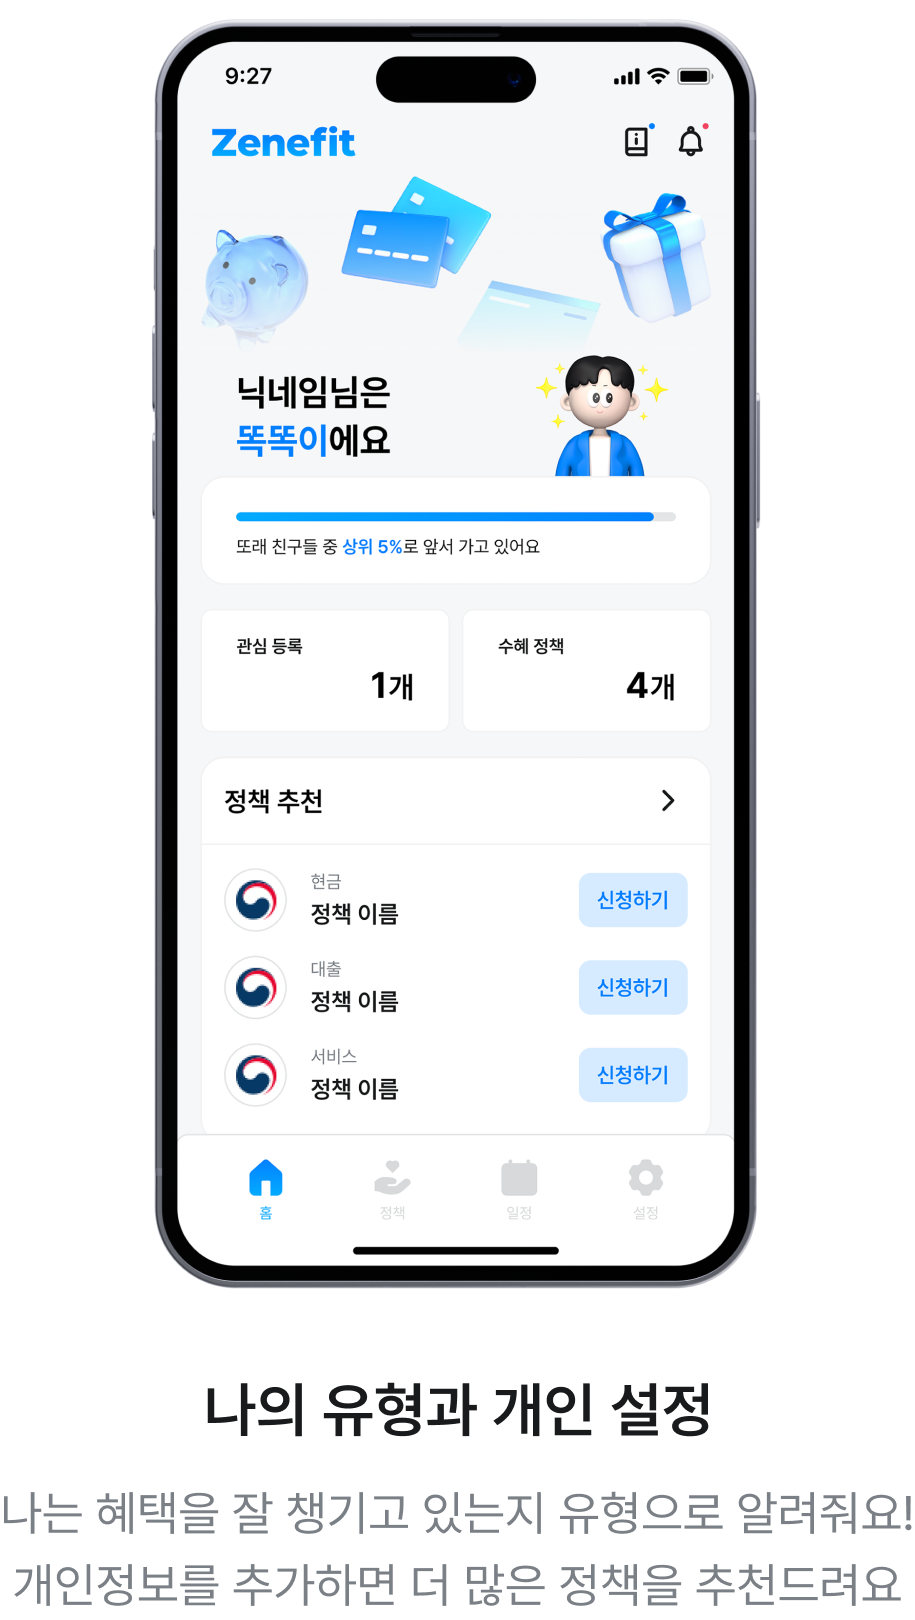 9:27
Zenefit
닉네임님은
똑똑이에요
또래 친구들 중 상위 5%로 앞서 가고 있어요
관심 등록
1개
수혜 정책
4개
정책 추천
현금
정책 이름
신청하기
대출
정책 이름
신청하기
서비스
정책 이름
신청하기
홈
정책
일정
설정
나의 유형과 개인 설정
나는 혜택을 잘 챙기고 있는지 유형으로 알려줘요!
개인정보를 추가하면 더 많은 정책을 추천드려요